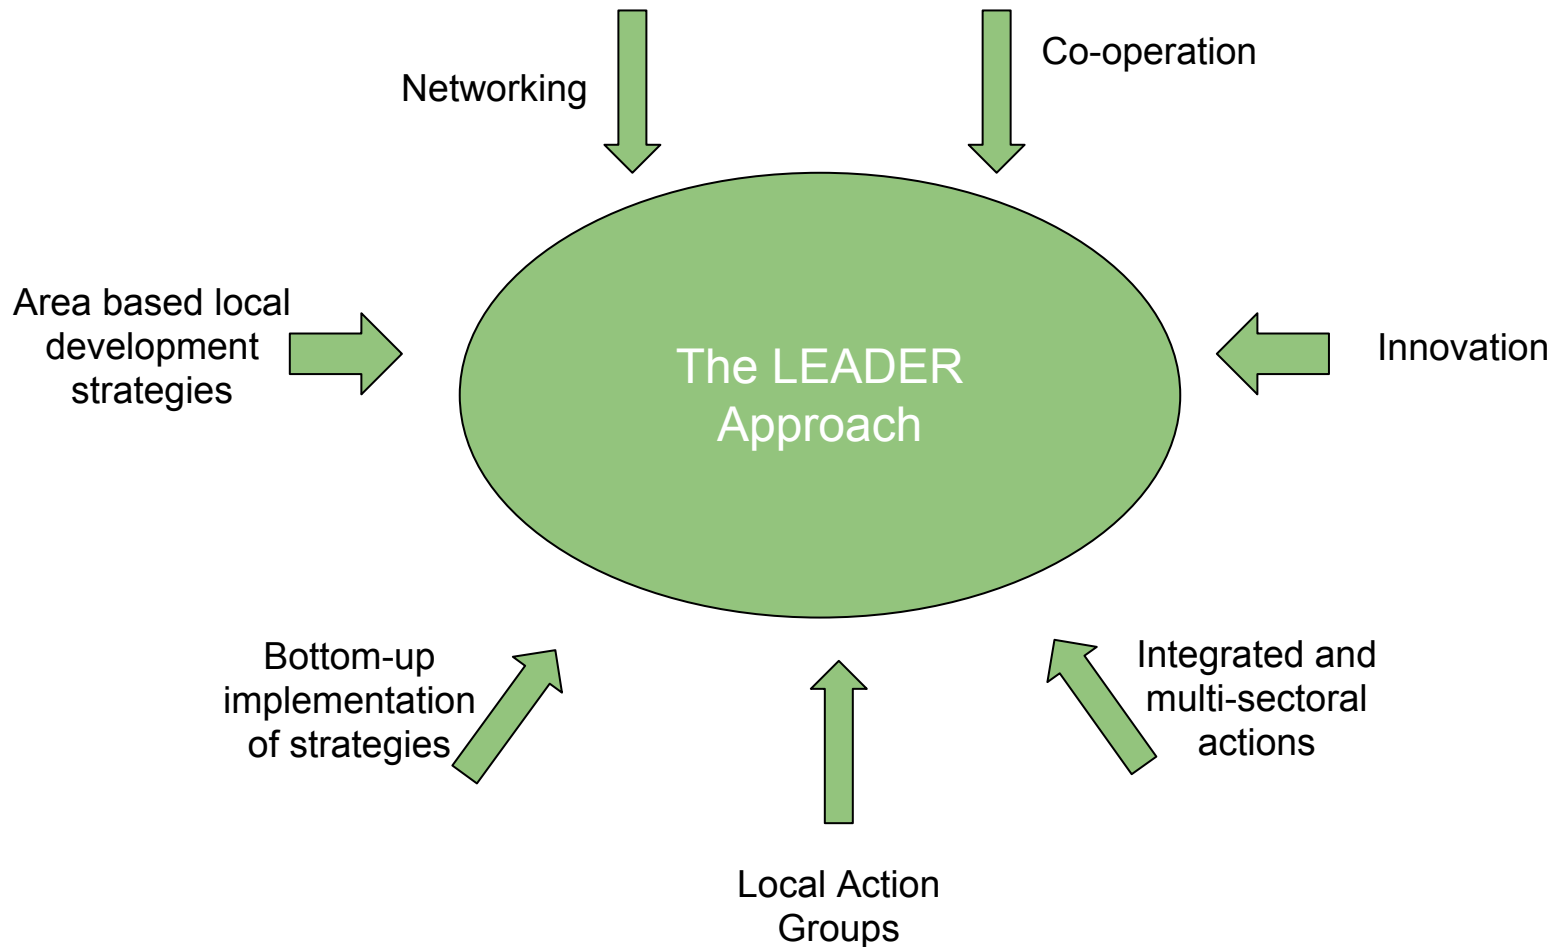 Co-operation
Networking
Area based local
development
strategies
The LEADER
Approach
Innovation
Bottom-up
implementation
of strategies
Integrated and
multi-sectoral
actions
Local Action
Groups